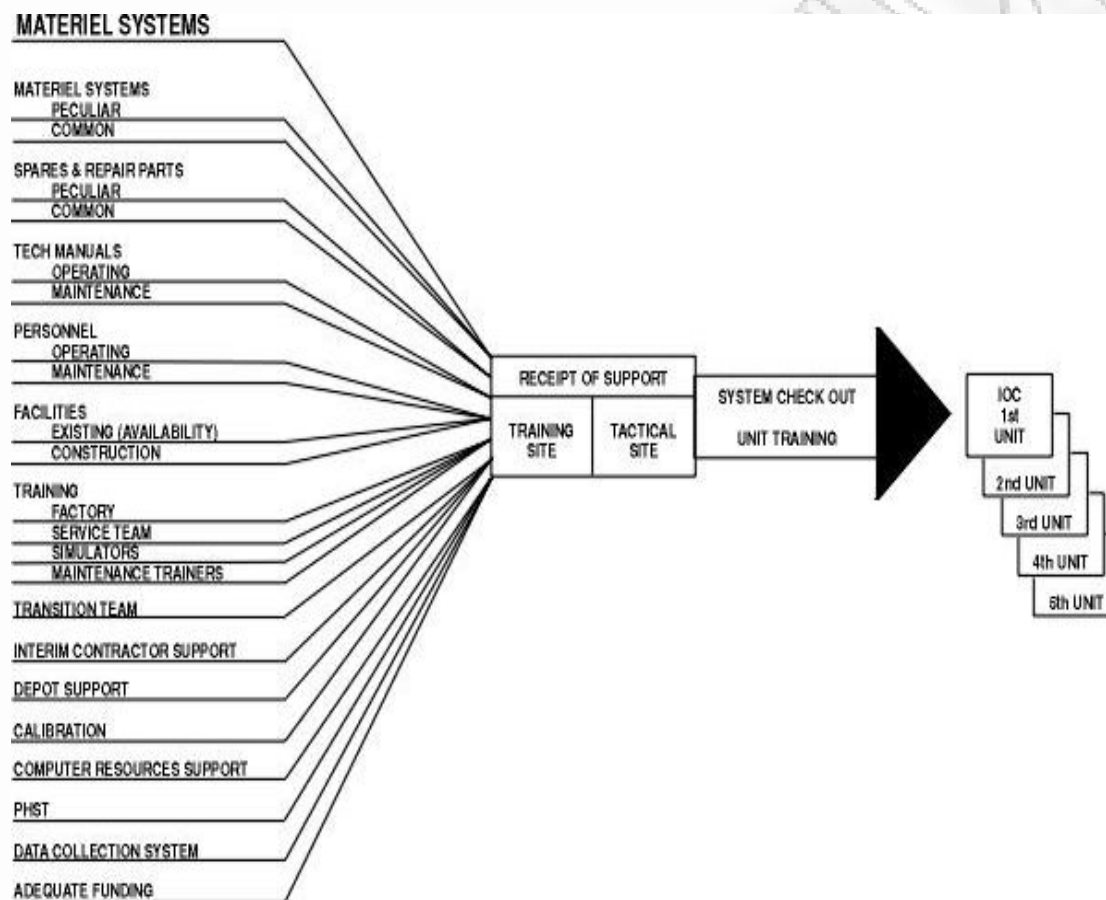 MATERIEL SYSTEMS
MATERIEL SYSTEMS
PECULIAR
COMMON
SPARES & REPAIR PARTS
PECULIAR
COMMON
TECH MANUALS
OPERATING
MAINTENANCE
PERSONNEL
OPERATING
MAINTENANCE
FACILITIES
EXISTING (AVAILABILITY)
CONSTRUCTION
TRAINING
FACTORY
SERVICE TEAM
SIMULATORS
MAINTENANCE TRAINERS
TRANSITION TEAM
INTERIM CONTRACTOR SUPPORT
DEPOT SUPPORT
CALIBRATION
COMPUTER RESOURCES SUPPORT
PHST
DATA COLLECTION SYSTEM
ADEQUATE FUNDING
RECEIPT OF SUPPORT
TRAINING
SITE
TACTICAL
SITE
SYSTEM CHECK OUT
UNIT TRAINING
IOC
1st
UNIT
2nd UNIT
3rd UNIT
4th UNIT
5th UNIT